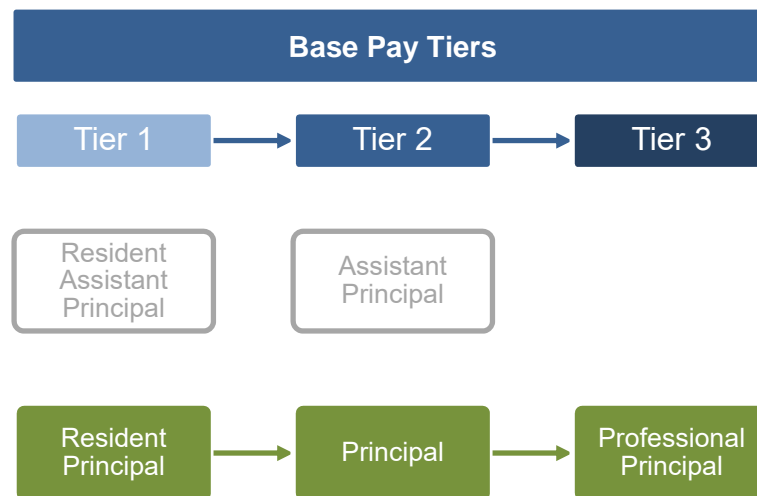 Base Pay Tiers
Tier 1
Tier 2
Tier 3
Resident
Assistant
Principal
Assistant
Principal
Resident
Principal
Principal
Professional
Principal